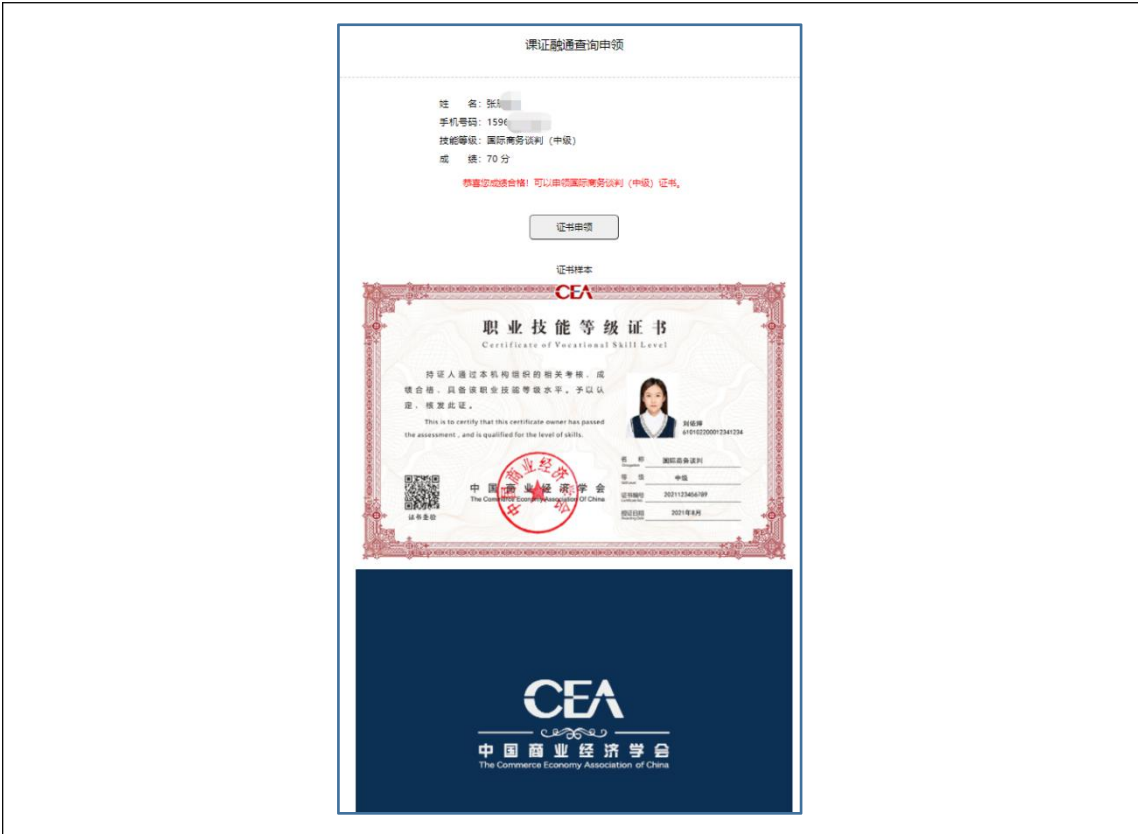 课证融通查询申领
姓 名：张
手机号码：1596
技能等级：国际商务谈判（中级）
成 绩：70 分
恭喜您成绩合格！可以申领国际商务谈判（中级）证书。
证书申领
证书样本
CEA
职业技能等级证书
Certificate of Vocational Skill Level
持证人通过本机构组织的相关考核，成
绩合格，具备该职业技能等级水平。予以认
定，核发此证。
This is to certify that this certificate owner has passed
the assessment , and is qualified for the level of skills.
610102200012341234
名 称 国际商务谈判
等 级 中级
证书编号 2021123456789
授证日期 2021年8月
中国商业经济学会
The Commerce Economy Association Of China
中国商业经济学会
证书查验
CEA
中国商业经济学会
The Commerce Economy Association of China